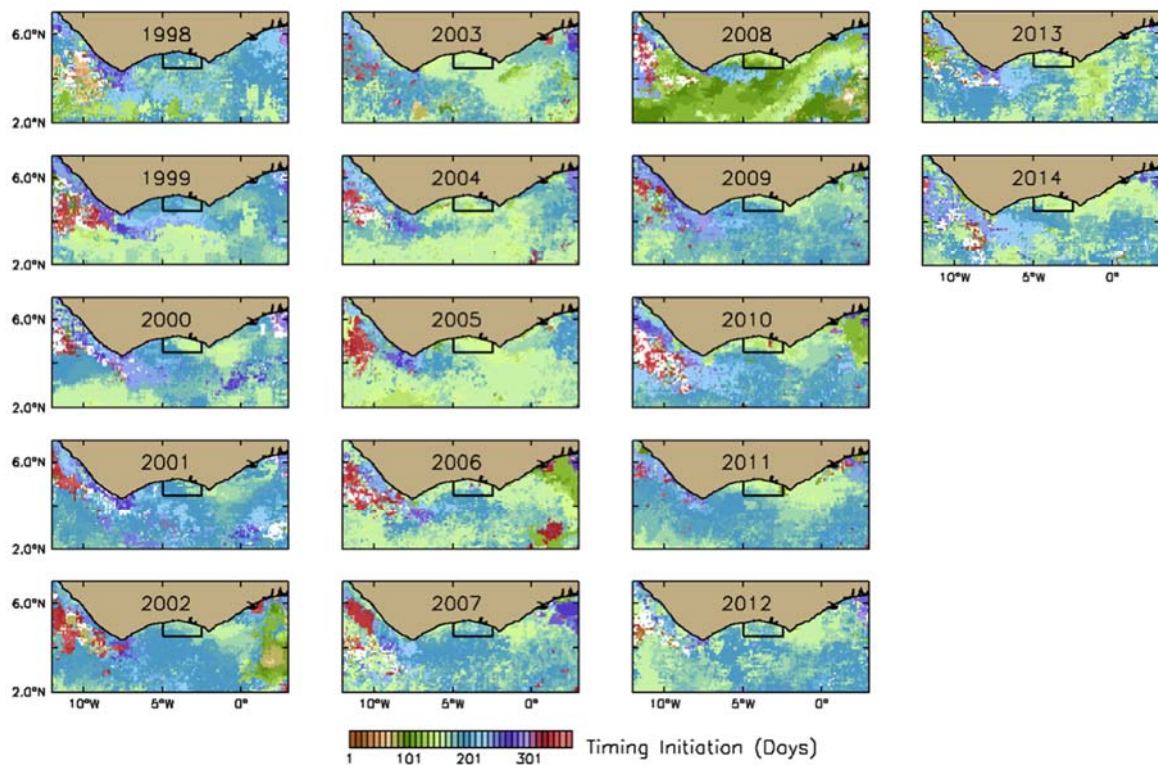 6.0°N 1998 2003 2008 2013
2.0°N
6.0°N 1999 2004 2009 2014
2.0°N 10°W 5°W 0°
6.0°N 2000 2005 2010
2.0°N
6.0°N 2001 2006 2011
2.0°N
6.0°N 2002 2007 2012
2.0°N
10°W 5°W 0° 10°W 5°W 0° 10°W 5°W 0°
1 101 201 301 Timing Initiation (Days)